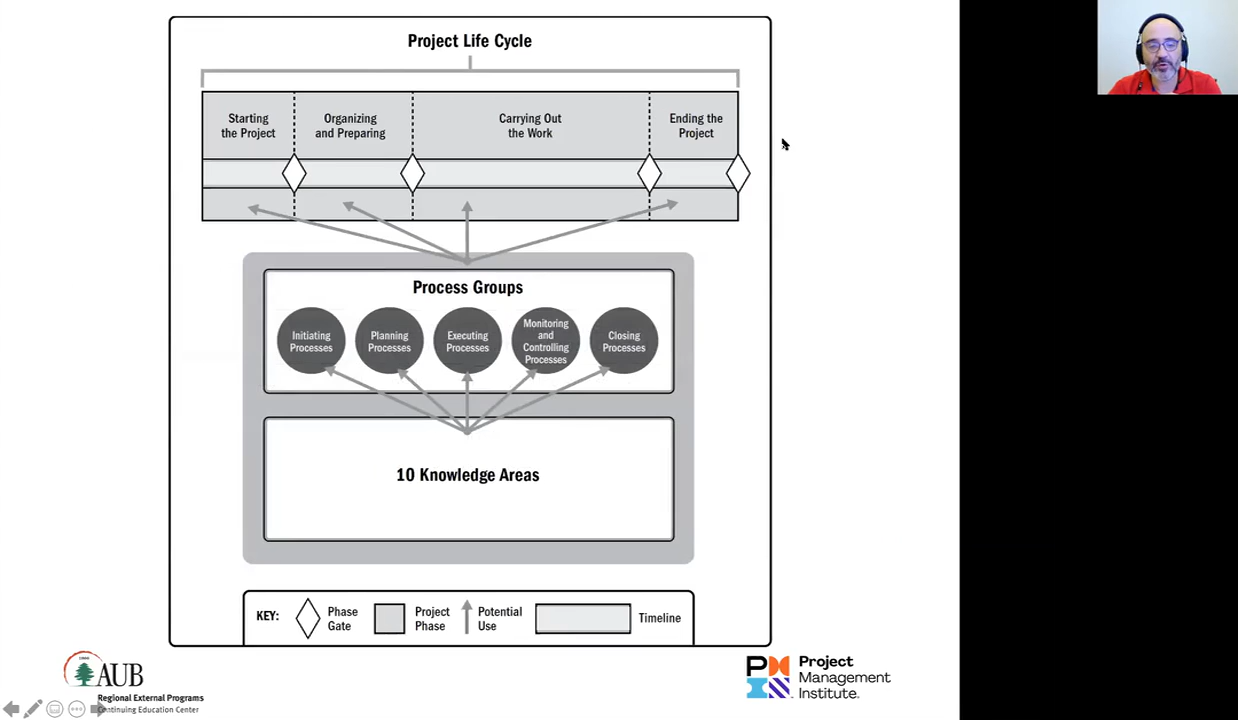 Project Life Cycle
Starting
the Project
Organizing
and Preparing
Carrying Out
the Work
Ending the
Project
Process Groups
Initiating
Processes
Planning
Processes
Executing
Processes
Monitoring
and
Controlling
Processes
Closing
Processes
10 Knowledge Areas
KEY:
Phase
Gate
Project
Phase
Potential
Use
Timeline
AUB
Regional External Programs
Continuing Education Center
Project
Management
Institute.